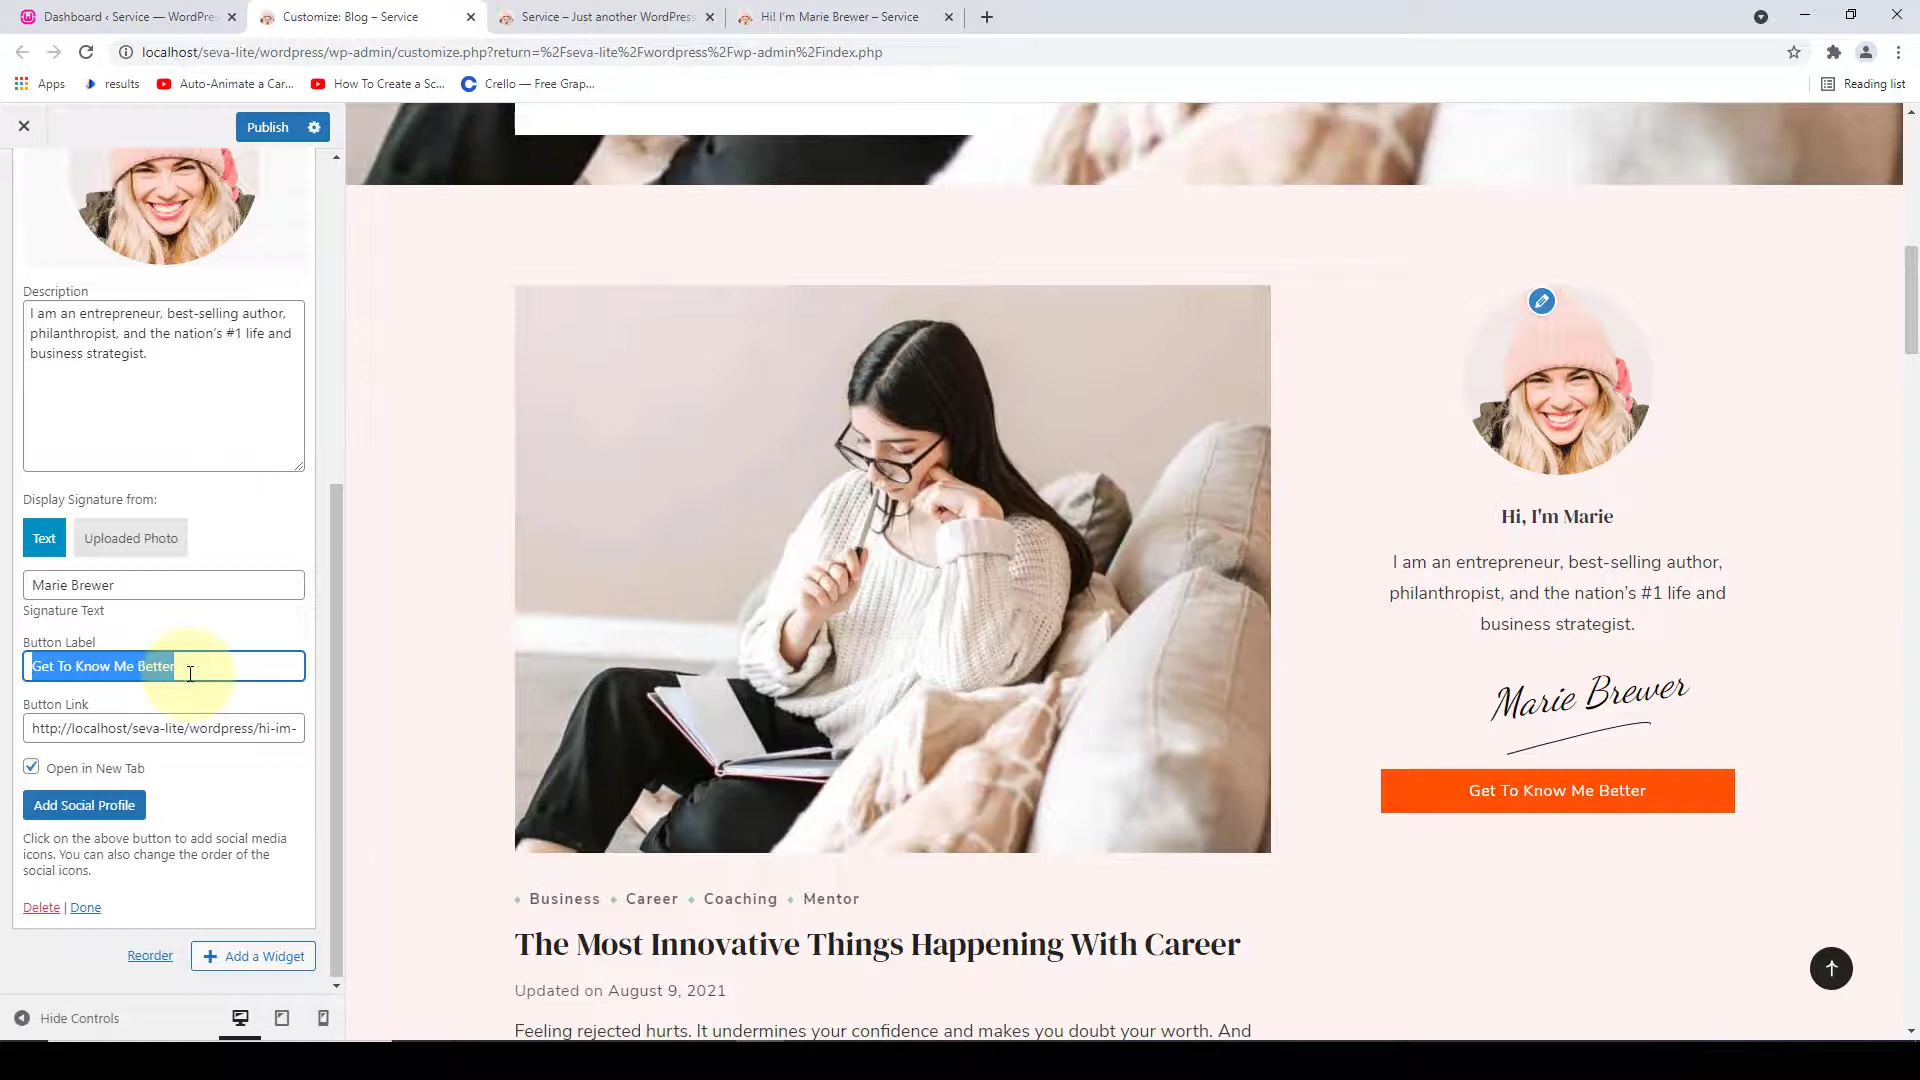 Dashboard ‹ Service — WordPre
Customize: Blog – Service
Service – Just another WordPress
Hi! I'm Marie Brewer – Service
localhost/seva-lite/wordpress/wp-admin/customize.php?return=%2Fseva-lite%2Fwordpress%2Fwp-admin%2Findex.php
Apps
results
Auto-Animate a Car...
How To Create a Sc...
Crello — Free Grap...
Reading list
Publish
Description
I am an entrepreneur, best-selling author,
philanthropist, and the nation's #1 life and
business strategist.
Display Signature from:
Text
Uploaded Photo
Marie Brewer
Signature Text
Button Label
Get To Know Me Better
Button Link
http://localhost/seva-lite/wordpress/hi-im-
Open in New Tab
Add Social Profile
Click on the above button to add social media
icons. You can also change the order of the
social icons.
Delete | Done
Reorder
Add a Widget
Hide Controls
Hi, I'm Marie
I am an entrepreneur, best-selling author,
philanthropist, and the nation's #1 life and
business strategist.
Marie Brewer
Get To Know Me Better
Business
Career
Coaching
Mentor
The Most Innovative Things Happening With Career
Updated on August 9, 2021
Feeling rejected hurts. It undermines your confidence and makes you doubt your worth. And